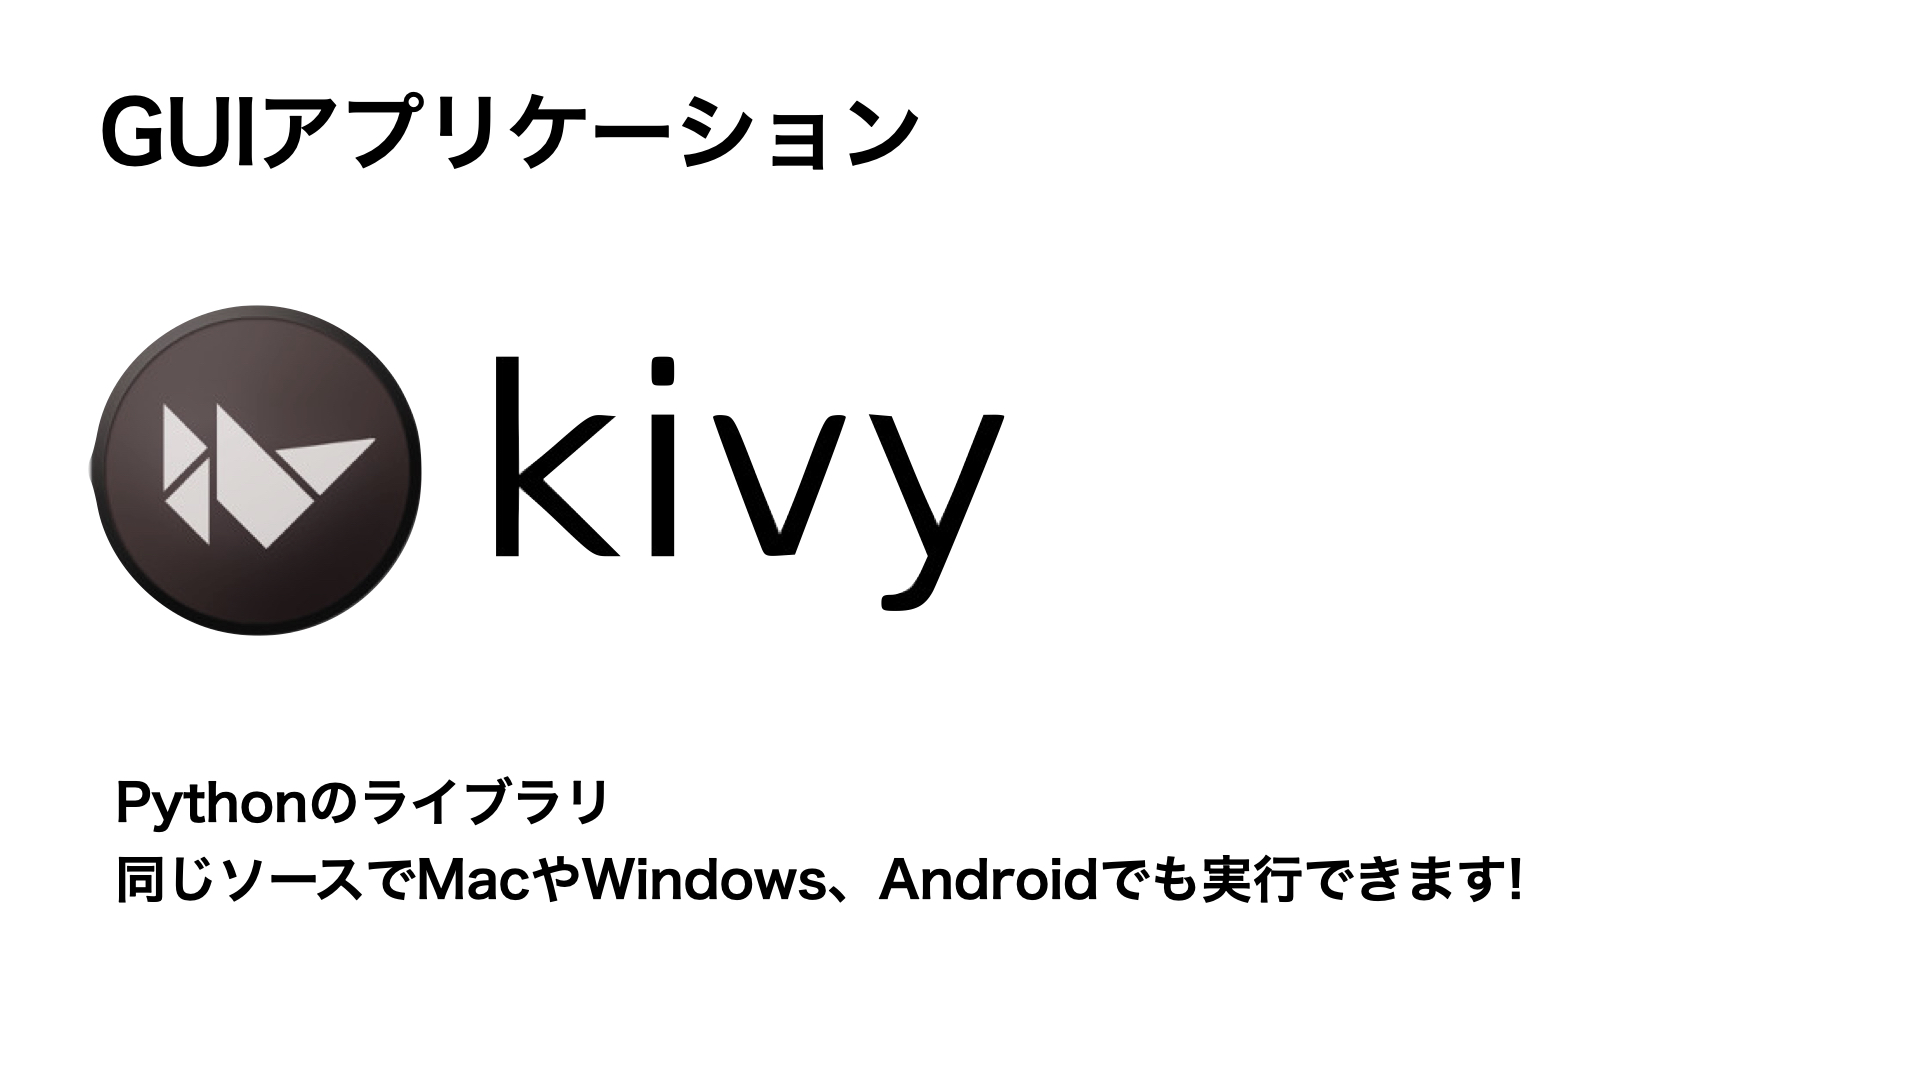 GUIアプリケーション
kivy
Pythonのライブラリ
同じソースでMacやWindows、Androidでも実行できます!